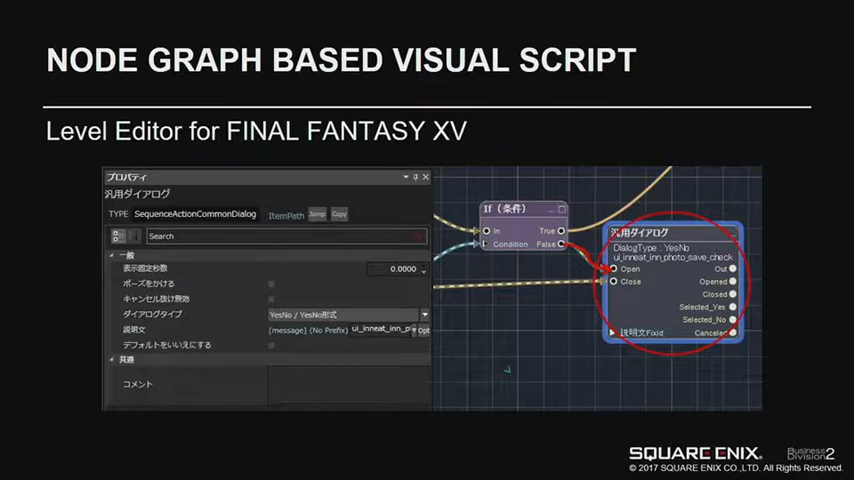 NODE GRAPH BASED VISUAL SCRIPT
Level Editor for FINAL FANTASY XV
プロパティ
汎用ダイアログ
TYPE SequenceActionCommonDialog ItemPath Jump Copy
Search
一般
表示固定秒数 0.0000
ポーズをかける
キャンセル抜け無効
ダイアログタイプ YesNo / YesNo形式
説明文 [message] (No Prefix) ui_inneat_inn_p Opt
デフォルトをいいえにする
共通
コメント
If (条件)
In True
Condition False
汎用ダイアログ
DialogType : YesNo
ui_inneat_inn_photo_save_check
Open Out
Close Opened
Closed
Selected_Yes
Selected_No
説明文Fixid Canceled
SQUARE ENIX. Business Division2
© 2017 SQUARE ENIX CO.,LTD. All Rights Reserved.